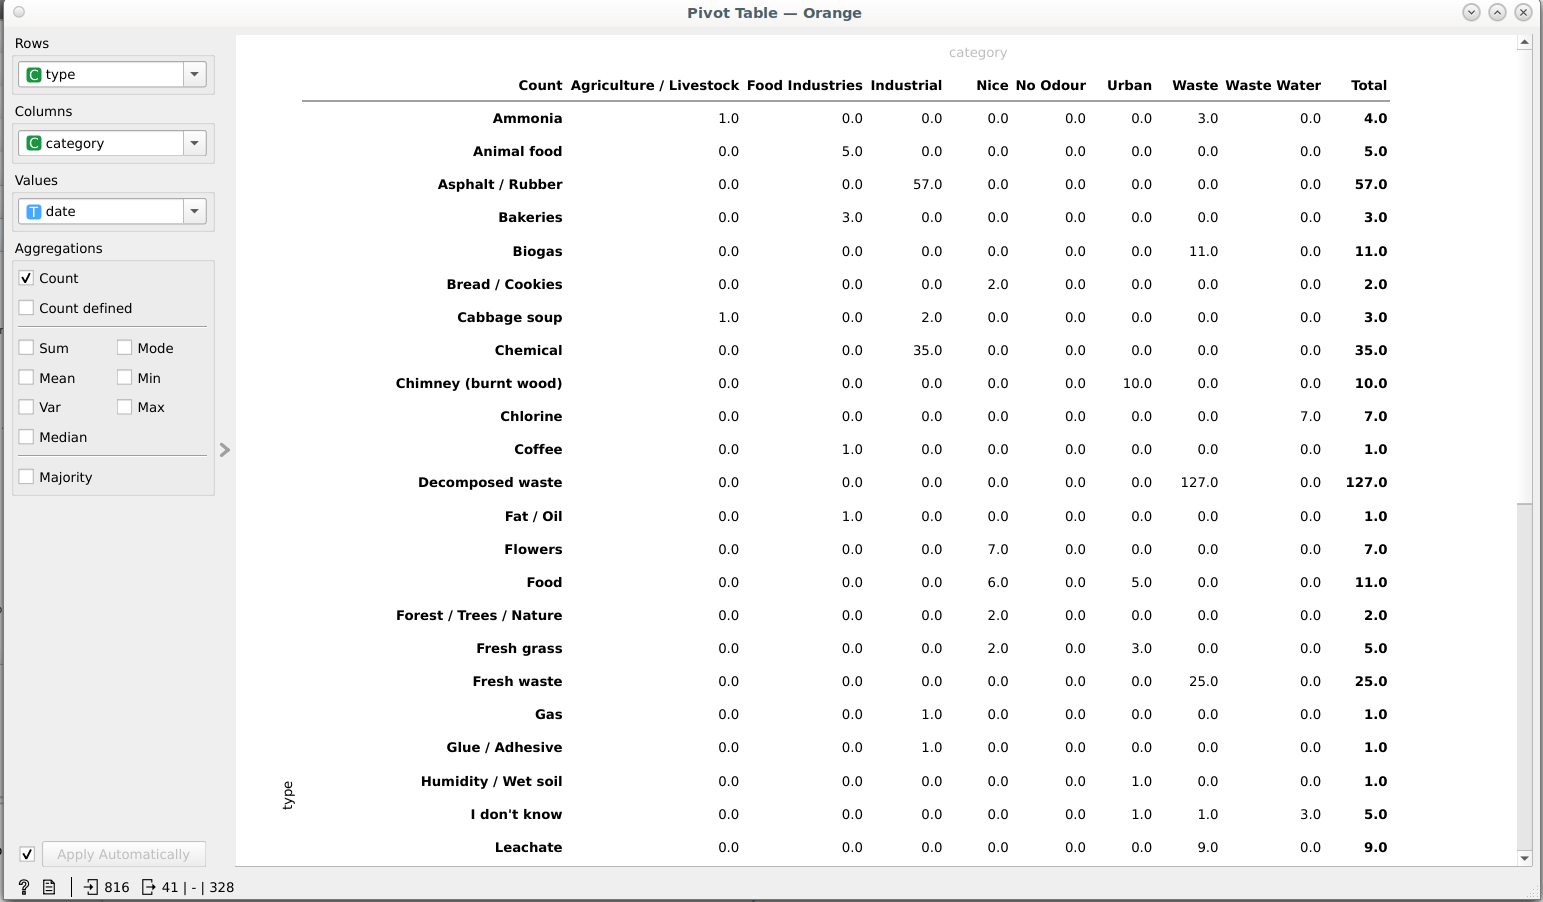 Pivot Table — Orange
Rows
C type
Columns
C category
Values
T date
Aggregations
Count
Count defined
Sum Mode
Mean Min
Var Max
Median
Majority
Apply Automatically
? 816 41 | - | 328
category
Count Agriculture / Livestock Food Industries Industrial Nice No Odour Urban Waste Waste Water Total
Ammonia 1.0 0.0 0.0 0.0 0.0 0.0 3.0 0.0 4.0
Animal food 0.0 5.0 0.0 0.0 0.0 0.0 0.0 0.0 5.0
Asphalt / Rubber 0.0 0.0 57.0 0.0 0.0 0.0 0.0 0.0 57.0
Bakeries 0.0 3.0 0.0 0.0 0.0 0.0 0.0 0.0 3.0
Biogas 0.0 0.0 0.0 0.0 0.0 0.0 11.0 0.0 11.0
Bread / Cookies 0.0 0.0 0.0 2.0 0.0 0.0 0.0 0.0 2.0
Cabbage soup 1.0 0.0 2.0 0.0 0.0 0.0 0.0 0.0 3.0
Chemical 0.0 0.0 35.0 0.0 0.0 0.0 0.0 0.0 35.0
Chimney (burnt wood) 0.0 0.0 0.0 0.0 0.0 10.0 0.0 0.0 10.0
Chlorine 0.0 0.0 0.0 0.0 0.0 0.0 0.0 7.0 7.0
Coffee 0.0 1.0 0.0 0.0 0.0 0.0 0.0 0.0 1.0
Decomposed waste 0.0 0.0 0.0 0.0 0.0 0.0 127.0 0.0 127.0
Fat / Oil 0.0 1.0 0.0 0.0 0.0 0.0 0.0 0.0 1.0
Flowers 0.0 0.0 0.0 7.0 0.0 0.0 0.0 0.0 7.0
Food 0.0 0.0 0.0 6.0 0.0 5.0 0.0 0.0 11.0
Forest / Trees / Nature 0.0 0.0 0.0 2.0 0.0 0.0 0.0 0.0 2.0
Fresh grass 0.0 0.0 0.0 2.0 0.0 3.0 0.0 0.0 5.0
Fresh waste 0.0 0.0 0.0 0.0 0.0 0.0 25.0 0.0 25.0
Gas 0.0 0.0 1.0 0.0 0.0 0.0 0.0 0.0 1.0
Glue / Adhesive 0.0 0.0 1.0 0.0 0.0 0.0 0.0 0.0 1.0
Humidity / Wet soil 0.0 0.0 0.0 0.0 0.0 1.0 0.0 0.0 1.0
I don't know 0.0 0.0 0.0 0.0 0.0 1.0 1.0 3.0 5.0
Leachate 0.0 0.0 0.0 0.0 0.0 0.0 9.0 0.0 9.0
type